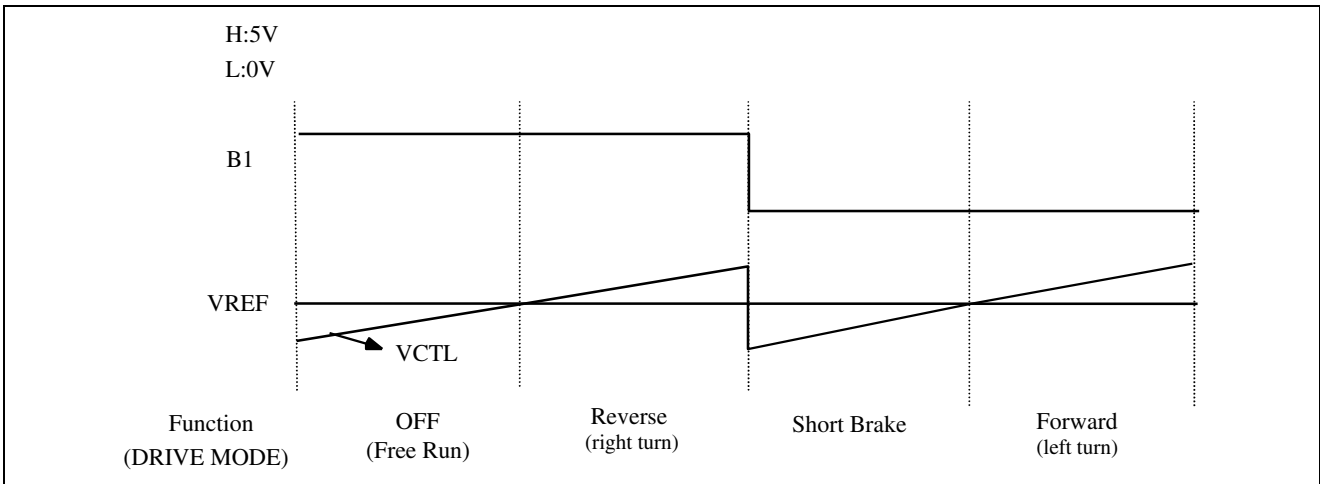 H:5V
L:0V
B1
VREF
VCTL
Function
(DRIVE MODE)
OFF
(Free Run)
Reverse
(right turn)
Short Brake
Forward
(left turn)